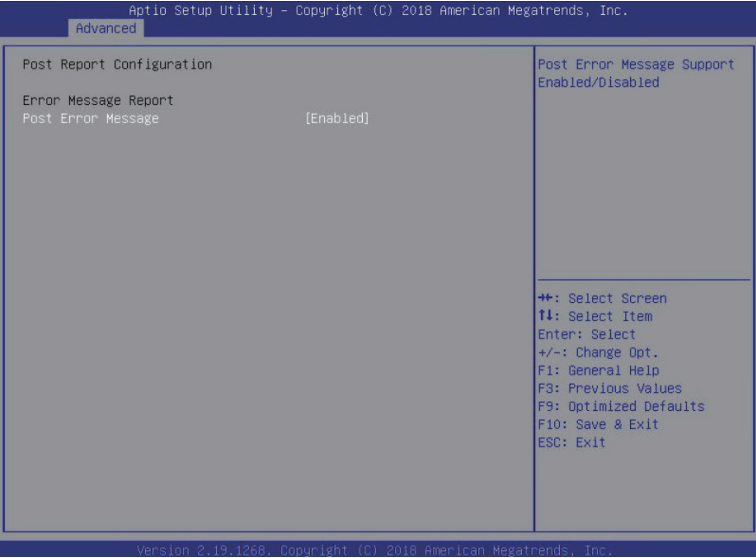 Aptio Setup Utility – Copyright (C) 2018 American Megatrends, Inc.
Advanced
Post Report Configuration
Error Message Report
Post Error Message [Enabled]
Post Error Message Support
Enabled/Disabled
→←: Select Screen
↑↓: Select Item
Enter: Select
+/-: Change Opt.
F1: General Help
F3: Previous Values
F9: Optimized Defaults
F10: Save & Exit
ESC: Exit
Version 2.19.1268. Copyright (C) 2018 American Megatrends, Inc.